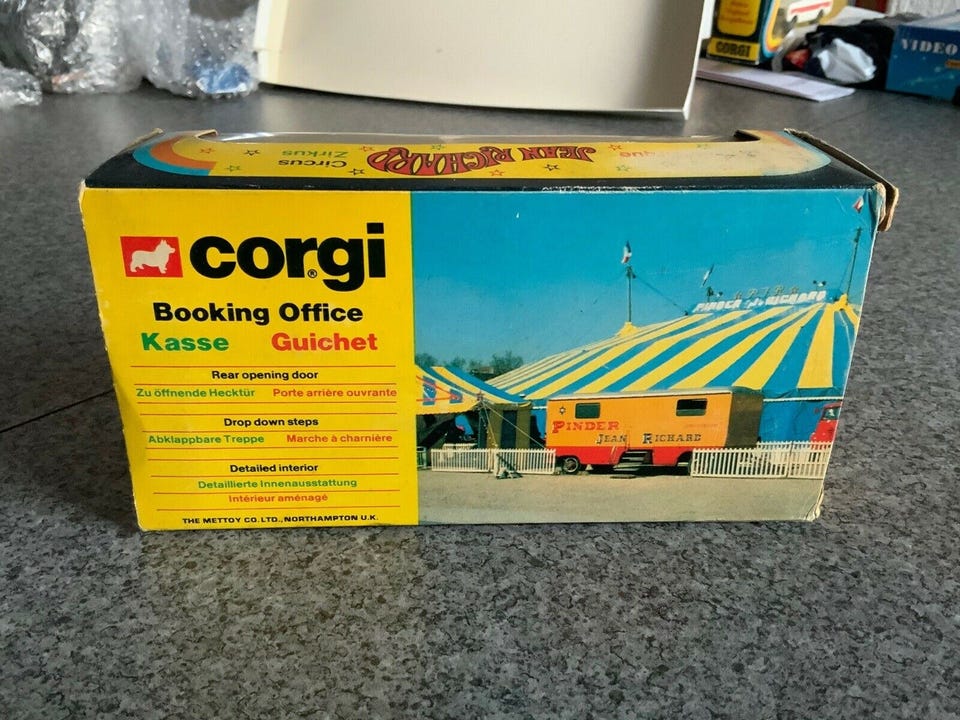 CORGI
VIDEO
JEAN RICHARD
Circus
Zirkus
corgi®
Booking Office
Kasse Guichet
Rear opening door
Zu öffnende Hecktür Porte arrière ouvrante
Drop down steps
Abklappbare Treppe Marche à charnière
Detailed interior
Detaillierte Innenausstattung
Intérieur aménagé
THE METTOY CO. LTD., NORTHAMPTON U.K.
PINDER
JEAN RICHARD